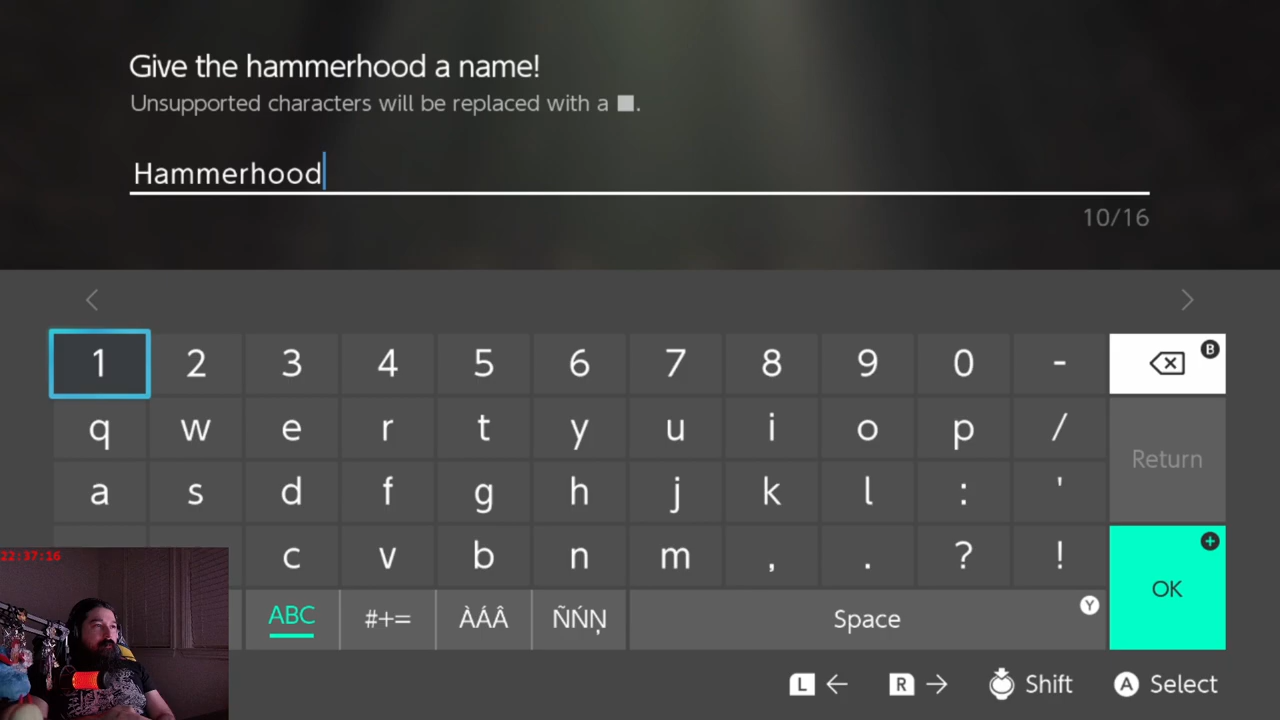 Give the hammerhood a name!
Unsupported characters will be replaced with a ■.
Hammerhood
10/16
1 2 3 4 5 6 7 8 9 0 - B
q w e r t y u i o p /
Return
a s d f g h j k l : '
c v b n m , . ? ! +
OK
22:37:16
ABC #+= ÀÁÂ ÑŃŅ Space Y
L ← R → Shift A Select